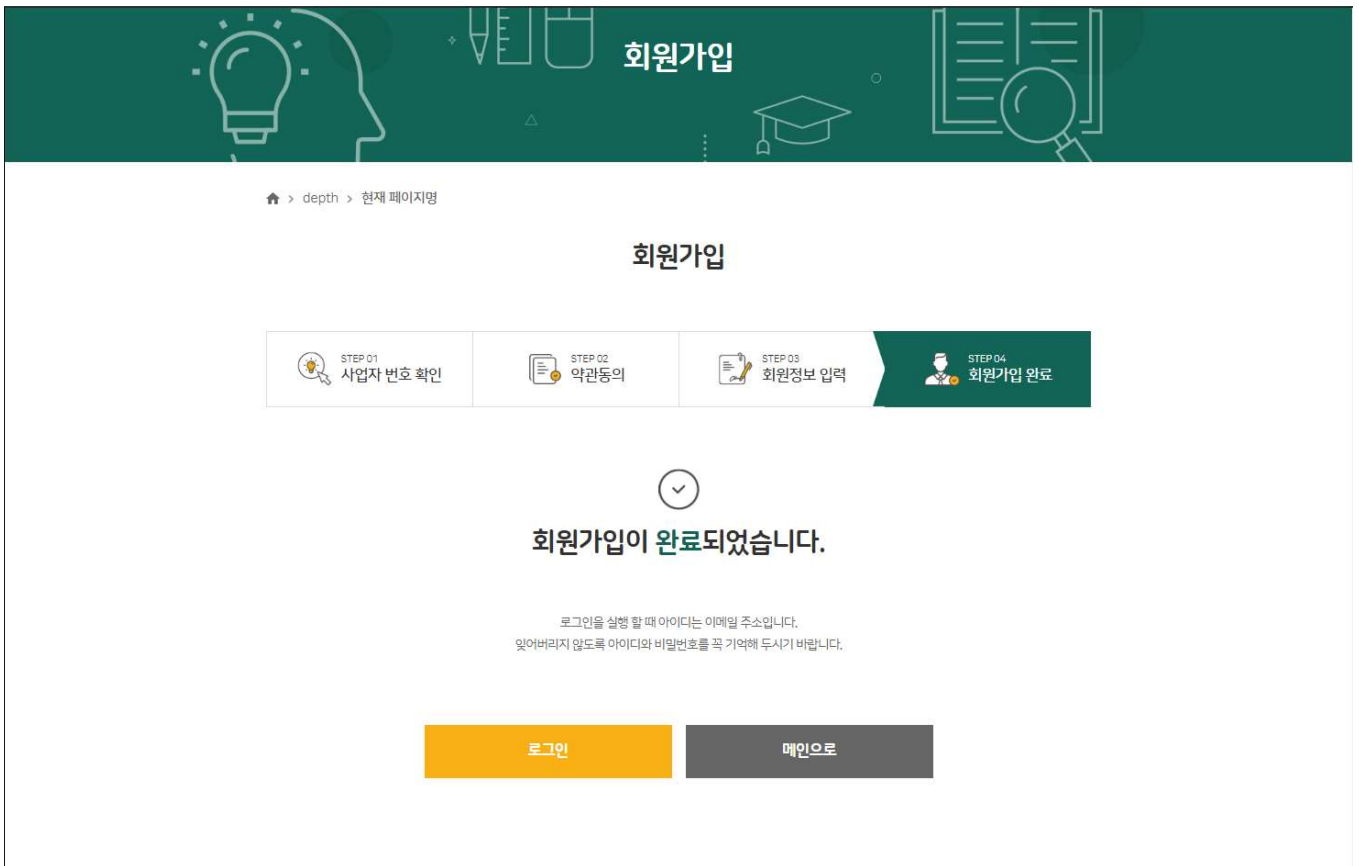 회원가입
> depth > 현재 페이지명
회원가입
STEP 01
사업자 번호 확인
STEP 02
약관동의
STEP 03
회원정보 입력
STEP 04
회원가입 완료
회원가입이 완료되었습니다.
로그인을 실행 할 때 아이디는 이메일 주소입니다.
잊어버리지 않도록 아이디와 비밀번호를 꼭 기억해 두시기 바랍니다.
로그인
메인으로